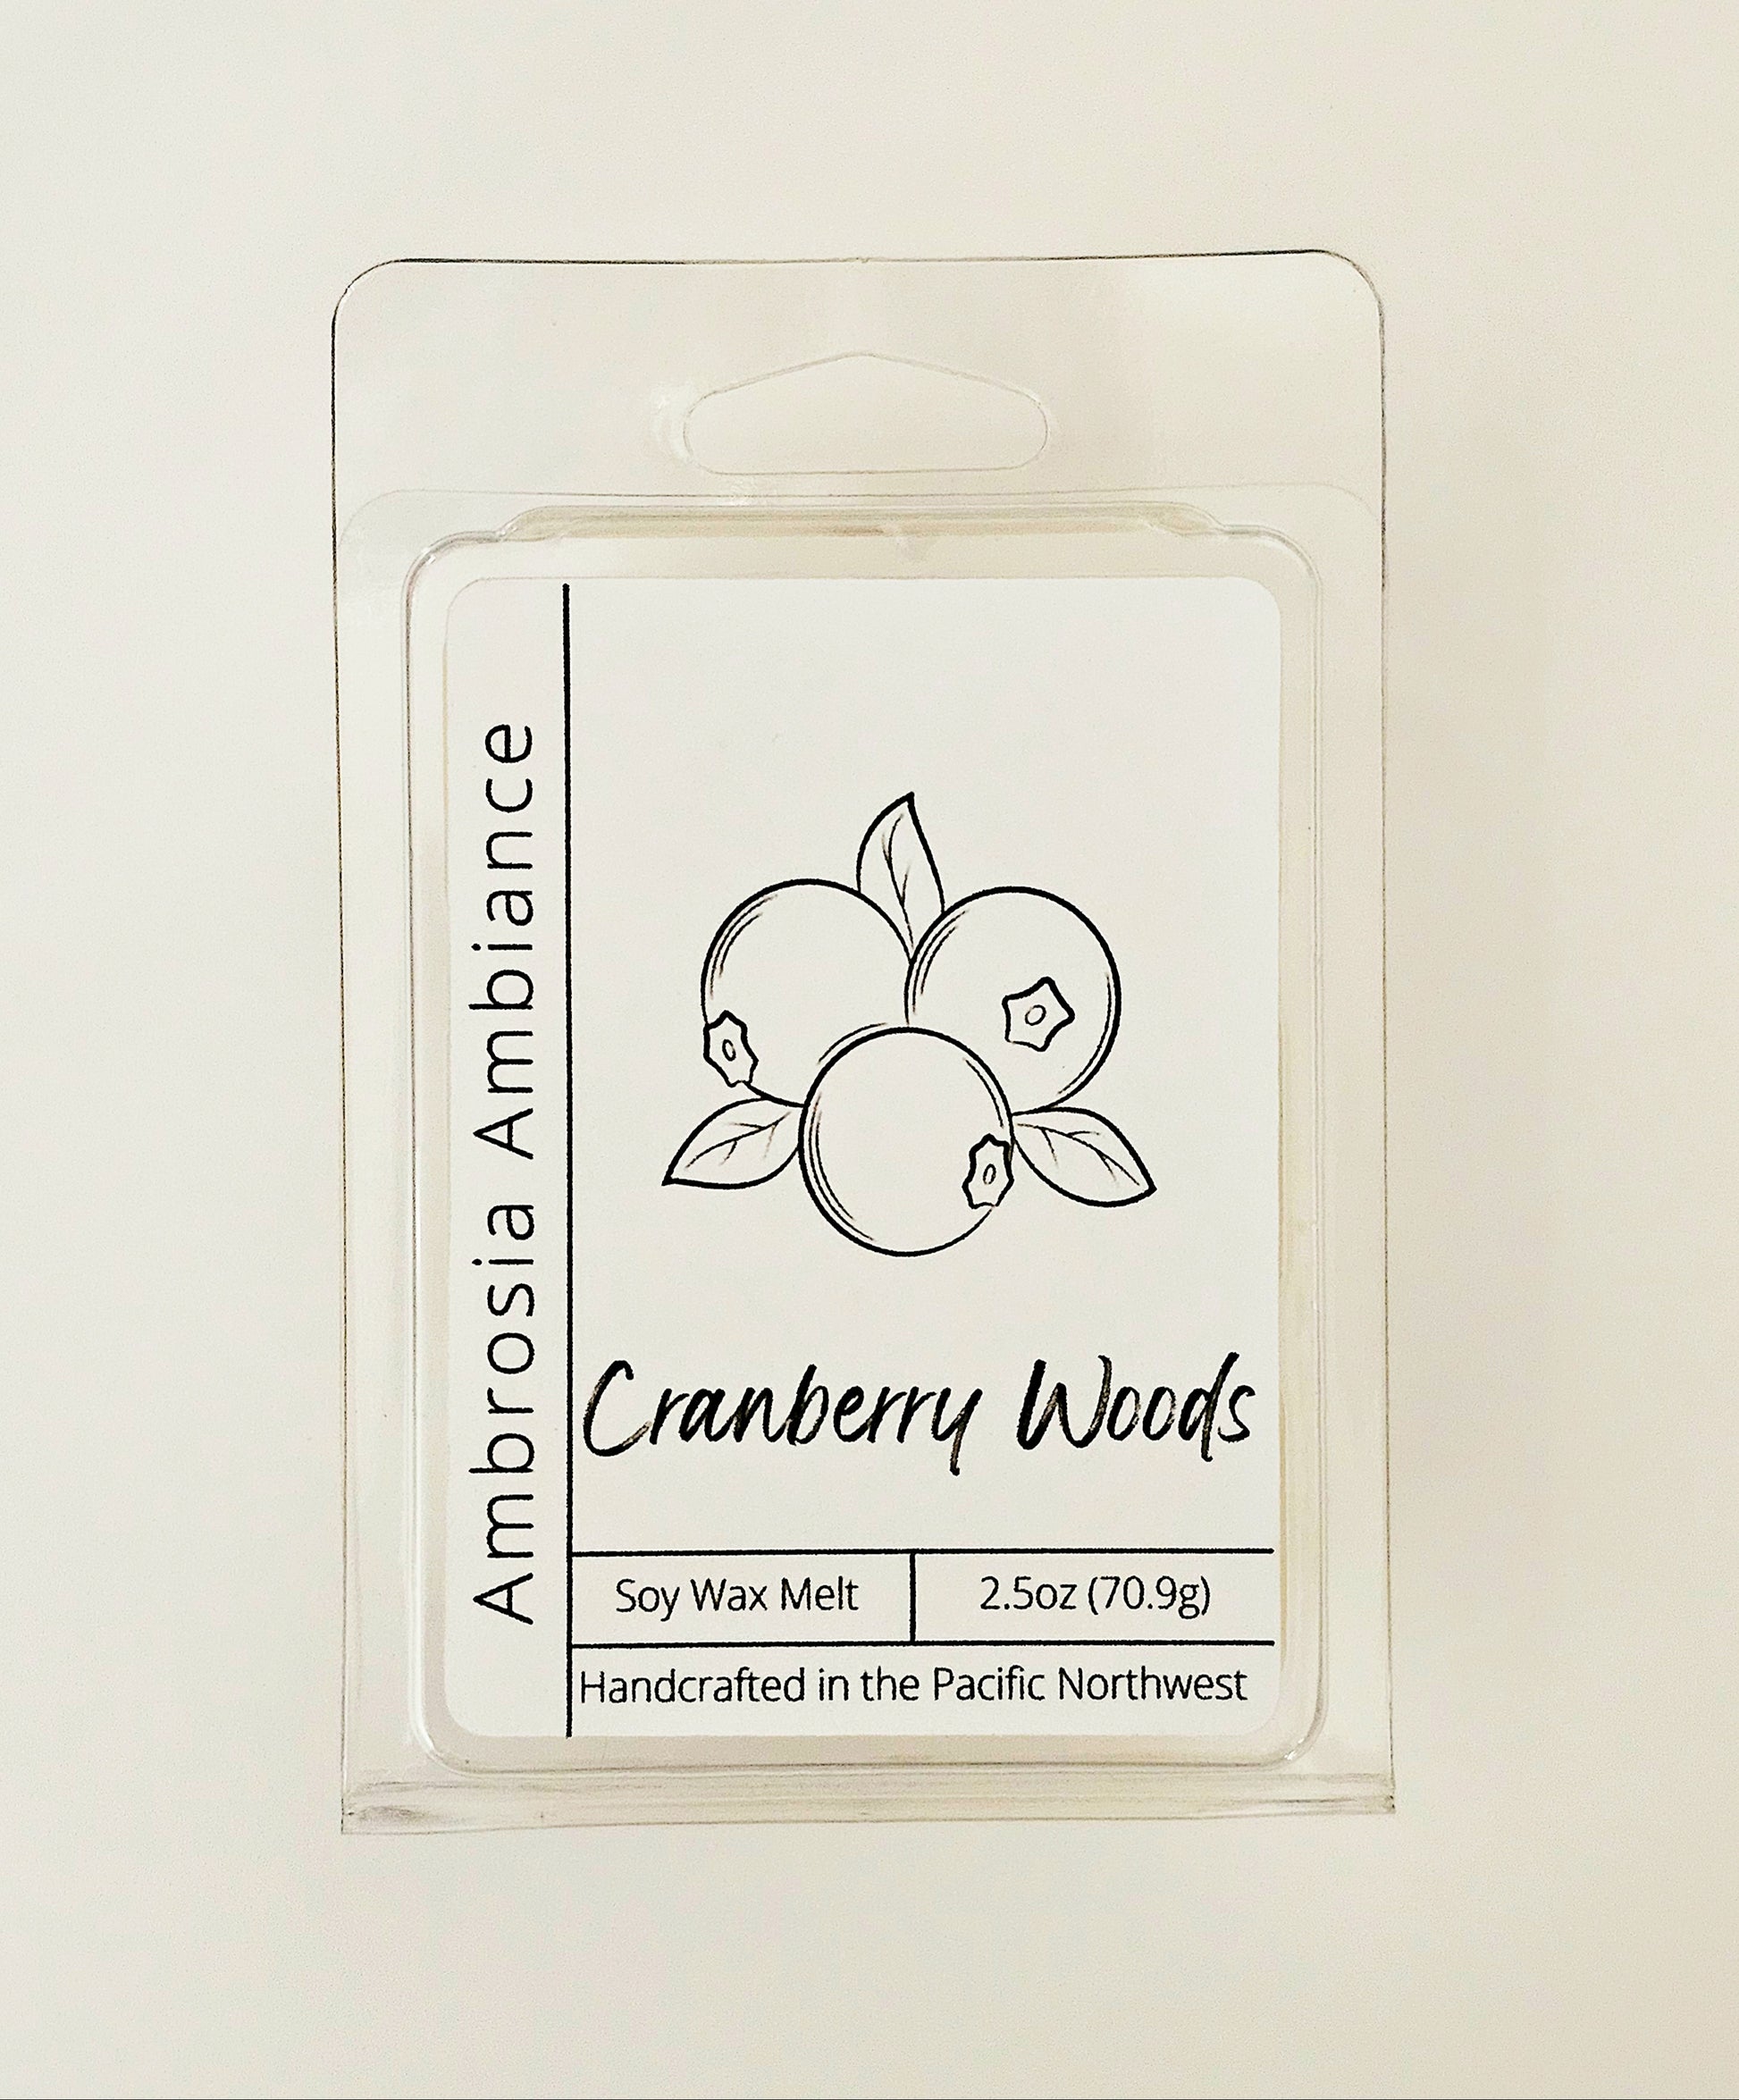 Ambrosia Ambiance
Cranberry Woods
Soy Wax Melt
2.5oz (70.9g)
Handcrafted in the Pacific Northwest